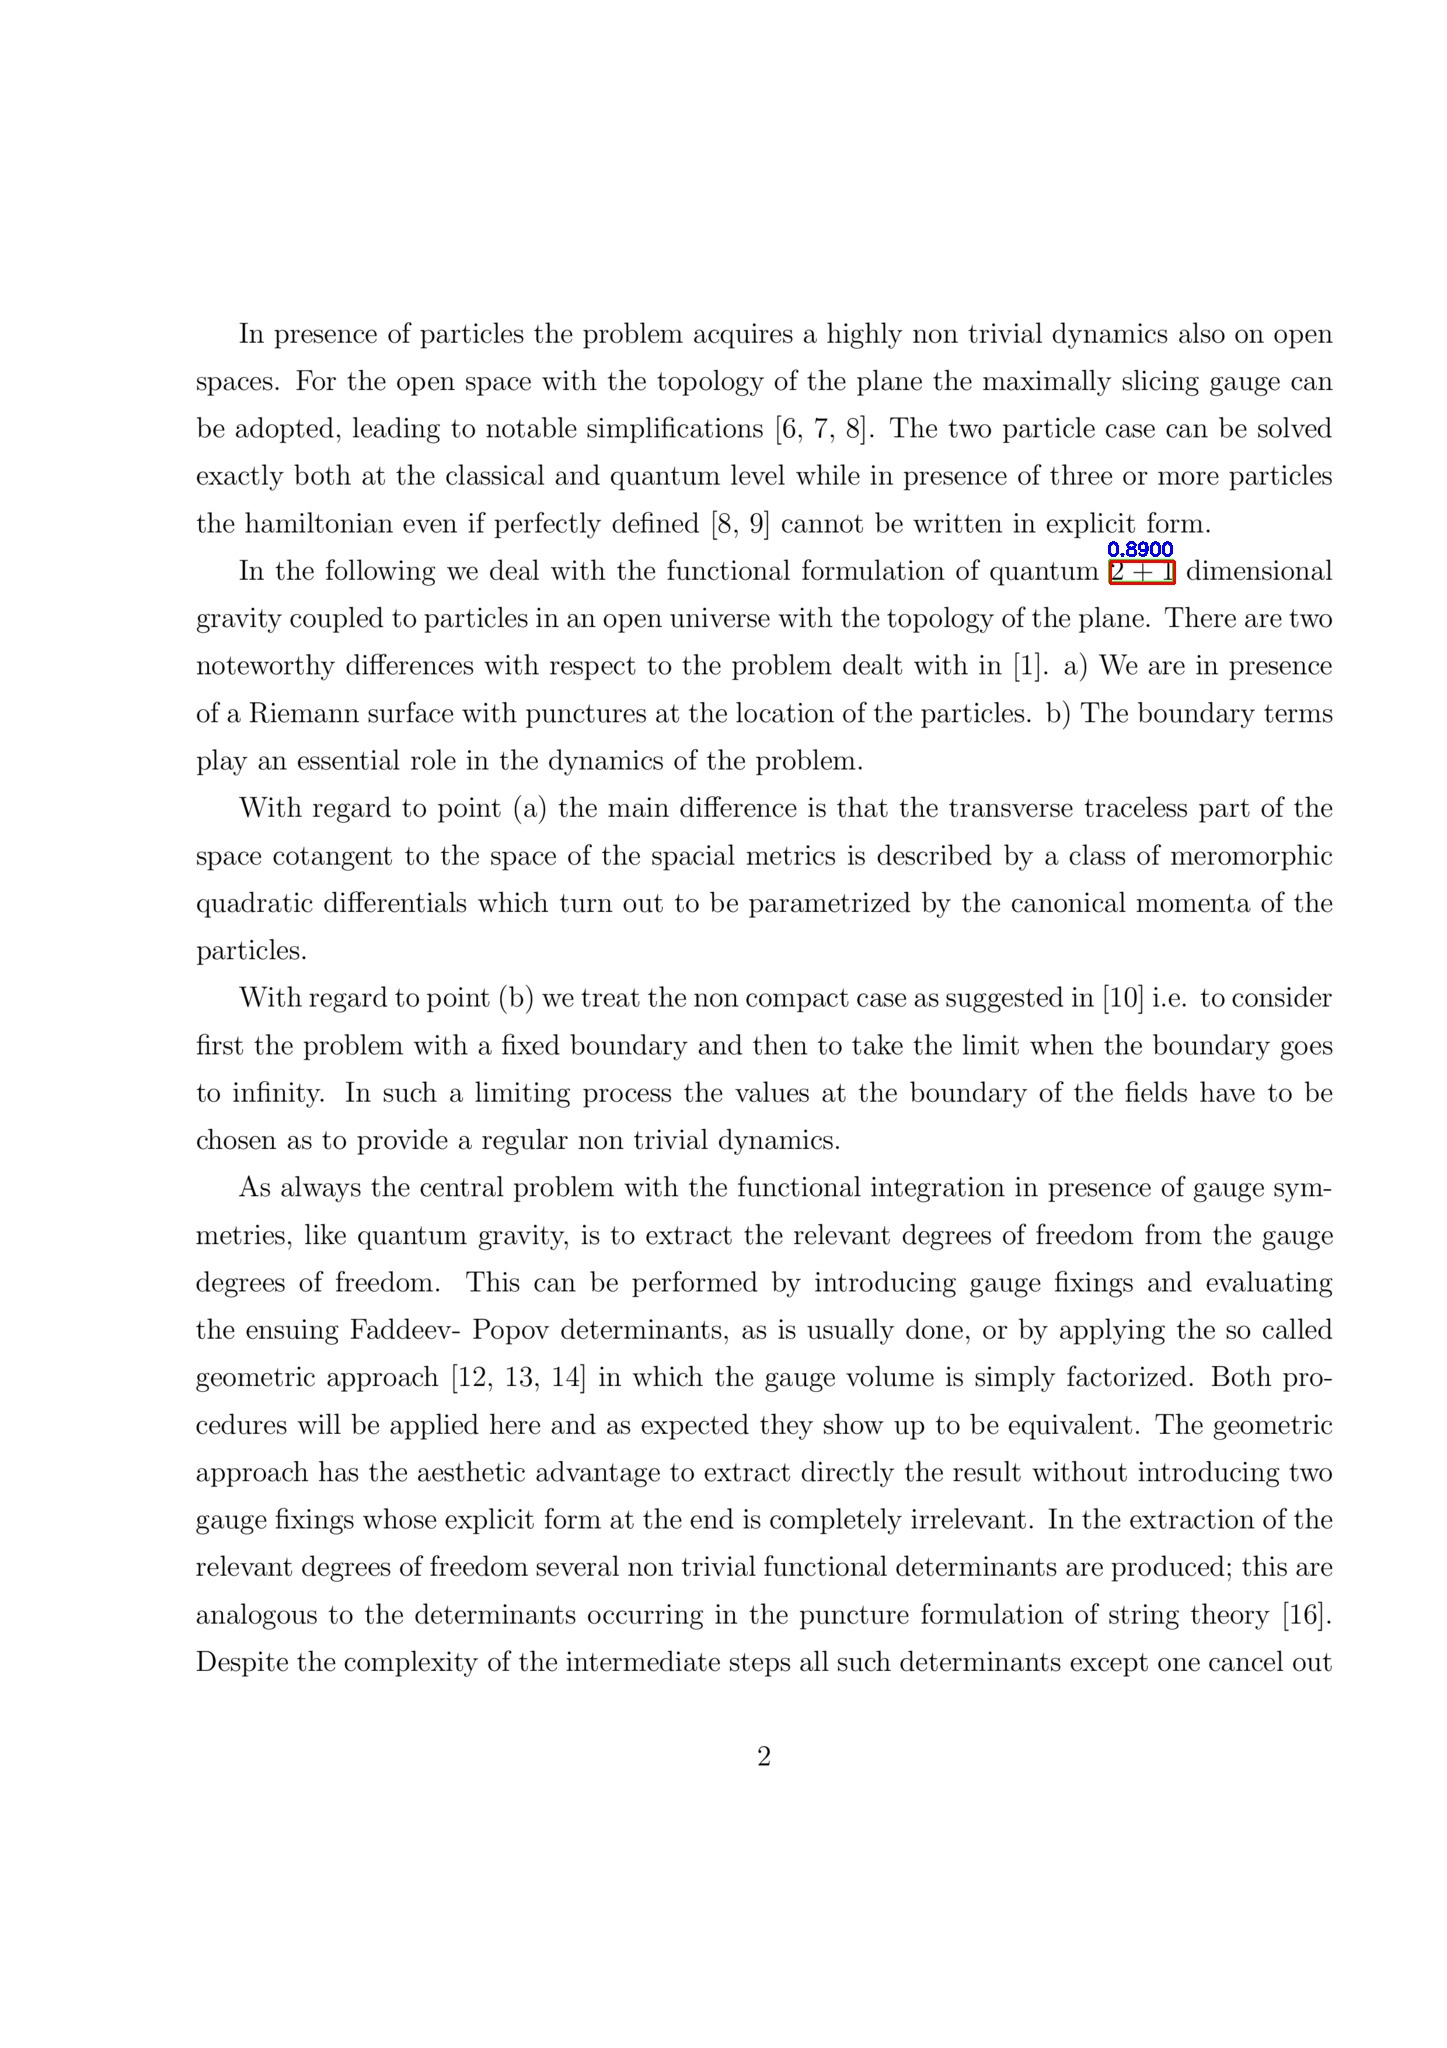 In presence of particles the problem acquires a highly non trivial dynamics also on open
spaces. For the open space with the topology of the plane the maximally slicing gauge can
be adopted, leading to notable simplifications [6, 7, 8]. The two particle case can be solved
exactly both at the classical and quantum level while in presence of three or more particles
the hamiltonian even if perfectly defined [8, 9] cannot be written in explicit form.
0.8900
In the following we deal with the functional formulation of quantum 2 + 1 dimensional
gravity coupled to particles in an open universe with the topology of the plane. There are two
noteworthy differences with respect to the problem dealt with in [1]. a) We are in presence
of a Riemann surface with punctures at the location of the particles. b) The boundary terms
play an essential role in the dynamics of the problem.
With regard to point (a) the main difference is that the transverse traceless part of the
space cotangent to the space of the spacial metrics is described by a class of meromorphic
quadratic differentials which turn out to be parametrized by the canonical momenta of the
particles.
With regard to point (b) we treat the non compact case as suggested in [10] i.e. to consider
first the problem with a fixed boundary and then to take the limit when the boundary goes
to infinity. In such a limiting process the values at the boundary of the fields have to be
chosen as to provide a regular non trivial dynamics.
As always the central problem with the functional integration in presence of gauge sym-
metries, like quantum gravity, is to extract the relevant degrees of freedom from the gauge
degrees of freedom. This can be performed by introducing gauge fixings and evaluating
the ensuing Faddeev- Popov determinants, as is usually done, or by applying the so called
geometric approach [12, 13, 14] in which the gauge volume is simply factorized. Both pro-
cedures will be applied here and as expected they show up to be equivalent. The geometric
approach has the aesthetic advantage to extract directly the result without introducing two
gauge fixings whose explicit form at the end is completely irrelevant. In the extraction of the
relevant degrees of freedom several non trivial functional determinants are produced; this are
analogous to the determinants occurring in the puncture formulation of string theory [16].
Despite the complexity of the intermediate steps all such determinants except one cancel out
2